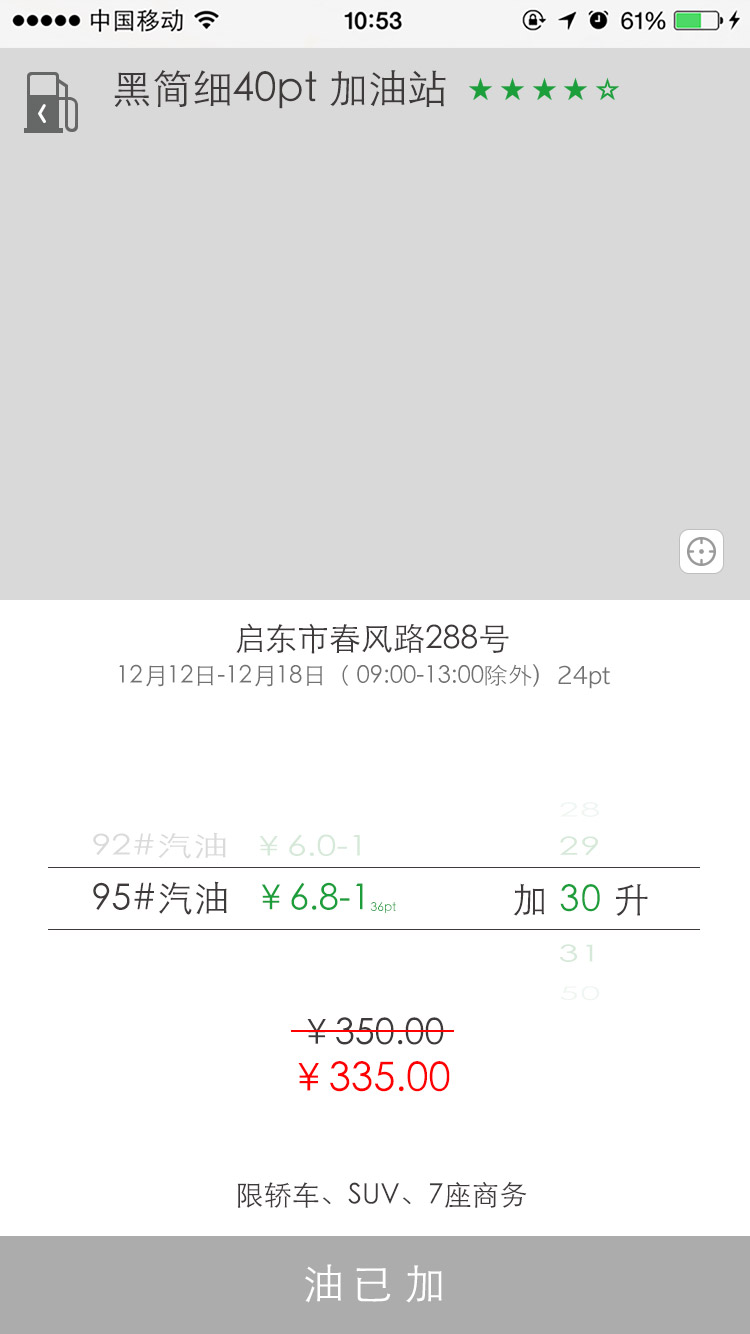 中国移动 10:53 61%
黑简细40pt 加油站 ★★★★☆
启东市春风路288号
12月12日-12月18日（ 09:00-13:00除外） 24pt
28
92#汽油 ￥6.0-1 29
95#汽油 ￥6.8-1 36pt 加 30 升
31
50
￥350.00
￥335.00
限轿车、SUV、7座商务
油已加